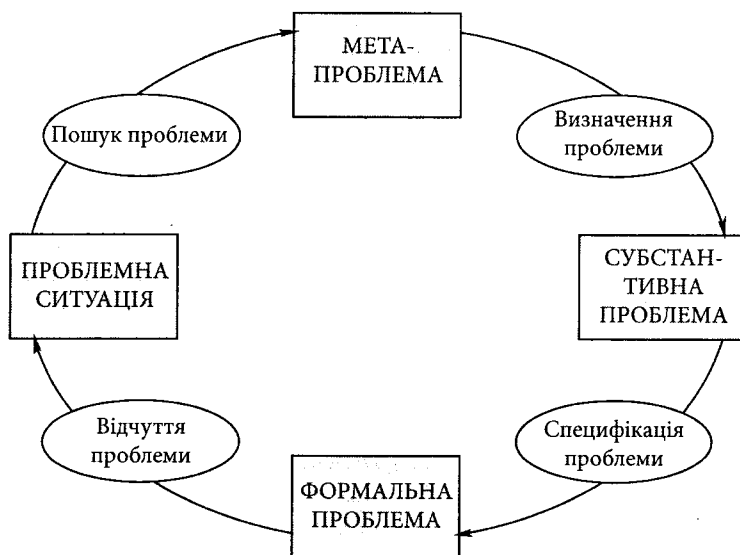 МЕТА-
ПРОБЛЕМА
Пошук проблеми
Визначення
проблеми
ПРОБЛЕМНА
СИТУАЦІЯ
СУБСТАН-
ТИВНА
ПРОБЛЕМА
Відчуття
проблеми
Специфікація
проблеми
ФОРМАЛЬНА
ПРОБЛЕМА